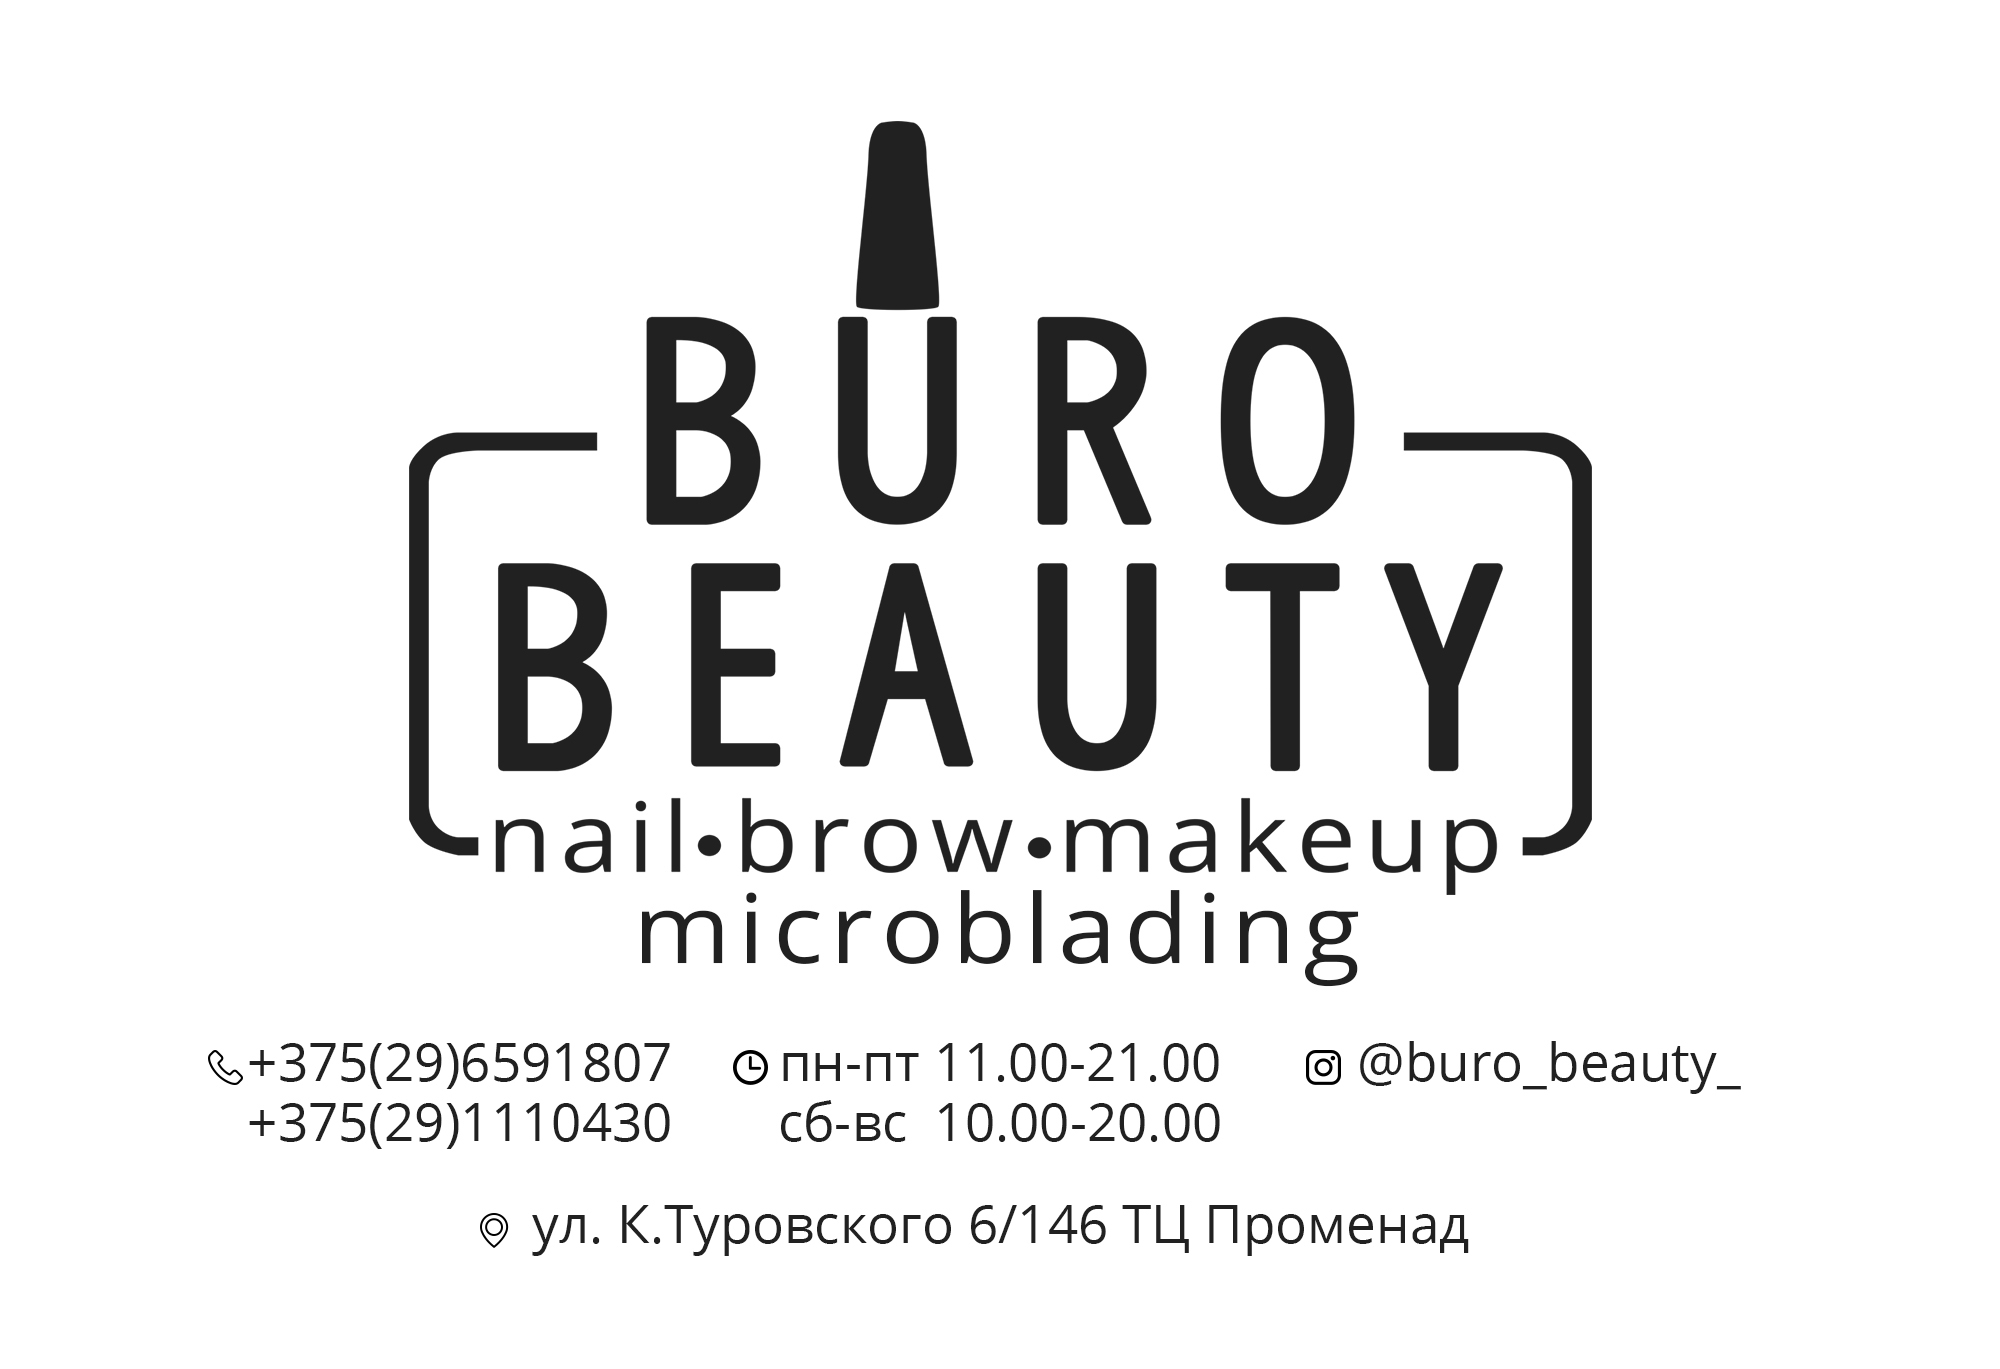 BURO
BEAUTY
nail•brow•makeup
microblading
+375(29)6591807
+375(29)1110430
пн-пт 11.00-21.00
сб-вс 10.00-20.00
@buro_beauty_
ул. К.Туровского 6/146 ТЦ Променад